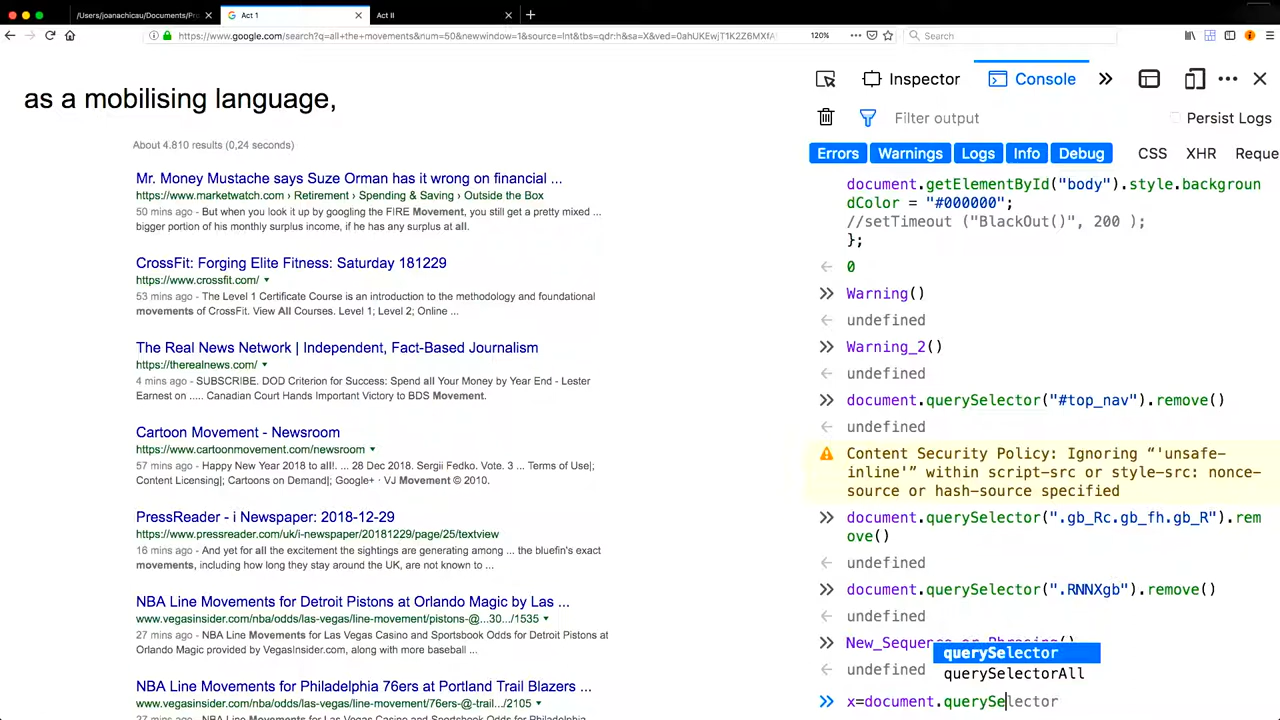 /Users/joanachicau/Documents/Pro
Act 1
Act II
https://www.google.com/search?q=all+the+movements&num=50&newwindow=1&source=lnt&tbs=qdr:h&sa=X&ved=0ahUKEwjT1K2Z6MXfA
120%
Search
Inspector
Console
Filter output
Persist Logs
Errors
Warnings
Logs
Info
Debug
CSS
XHR
Reque
as a mobilising language,
About 4.810 results (0,24 seconds)
Mr. Money Mustache says Suze Orman has it wrong on financial ...
https://www.marketwatch.com › Retirement › Spending & Saving › Outside the Box
50 mins ago - But when you look it up by googling the FIRE Movement, you still get a pretty mixed ...
bigger portion of his monthly surplus income, if he has any surplus at all.
CrossFit: Forging Elite Fitness: Saturday 181229
https://www.crossfit.com/
53 mins ago - The Level 1 Certificate Course is an introduction to the methodology and foundational
movements of CrossFit. View All Courses. Level 1; Level 2; Online ...
The Real News Network | Independent, Fact-Based Journalism
https://therealnews.com/
4 mins ago - SUBSCRIBE. DOD Criterion for Success: Spend all Your Money by Year End - Lester
Earnest on ..... Canadian Court Hands Important Victory to BDS Movement.
Cartoon Movement - Newsroom
https://www.cartoonmovement.com/newsroom
57 mins ago - Happy New Year 2018 to all!. ... 28 Dec 2018. Sergii Fedko. Vote. 3 ... Terms of Use|;
Content Licensing|; Cartoons on Demand|; Google+ · VJ Movement © 2010.
PressReader - i Newspaper: 2018-12-29
https://www.pressreader.com/uk/i-newspaper/20181229/page/25/textview
16 mins ago - And yet for all the excitement the sightings are generating among ... the bluefin's exact
movements, including how long they stay around the UK, are not known to ...
NBA Line Movements for Detroit Pistons at Orlando Magic by Las ...
www.vegasinsider.com/nba/odds/las-vegas/line-movement/pistons-@...30.../1535
27 mins ago - NBA Line Movements for Las Vegas Casino and Sportsbook Odds for Detroit Pistons at
Orlando Magic provided by VegasInsider.com, along with more baseball ...
NBA Line Movements for Philadelphia 76ers at Portland Trail Blazers ...
www.vegasinsider.com/nba/odds/las-vegas/line-movement/76ers-@-trail.../2105
document.getElementById("body").style.backgroun
dColor = "#000000";
//setTimeout ("BlackOut()", 200 );
};
0
Warning()
undefined
Warning_2()
undefined
document.querySelector("#top_nav").remove()
undefined
Content Security Policy: Ignoring “'unsafe-
inline'” within script-src or style-src: nonce-
source or hash-source specified
document.querySelector(".gb_Rc.gb_fh.gb_R").rem
ove()
undefined
document.querySelector(".RNNXgb").remove()
undefined
New_Sequence_or_Phrasing()
undefined
querySelector
querySelectorAll
x=document.querySelector